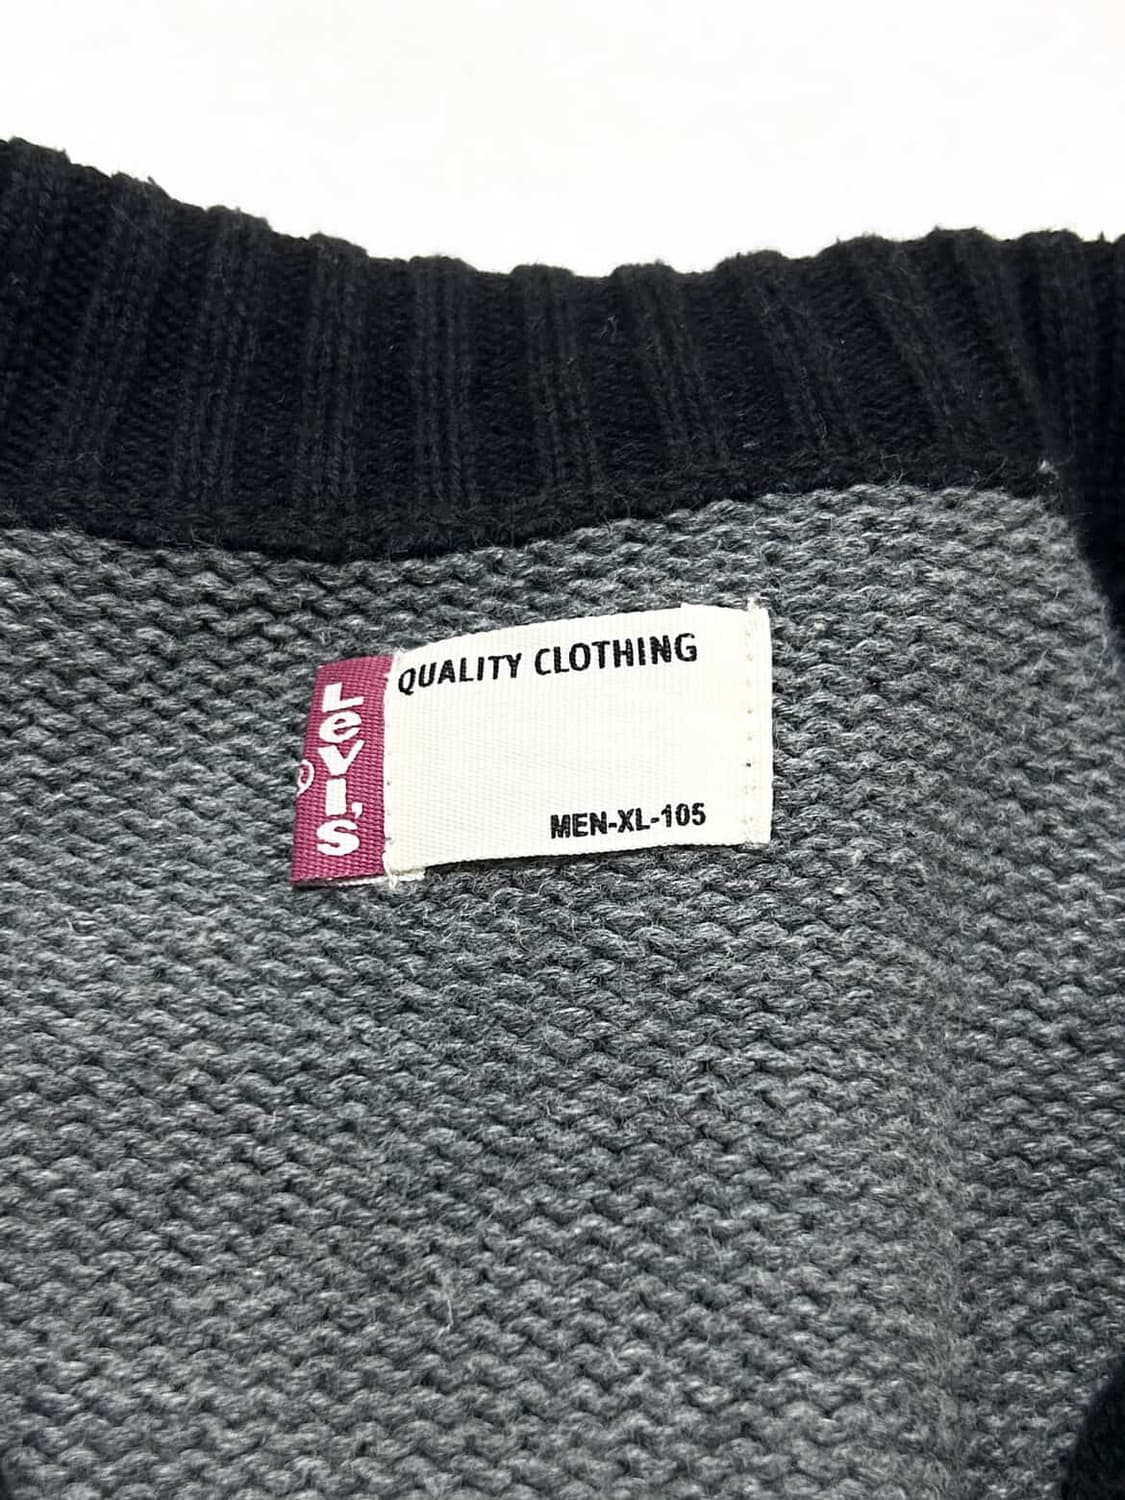 QUALITY CLOTHING
Levi's
®
MEN-XL-105